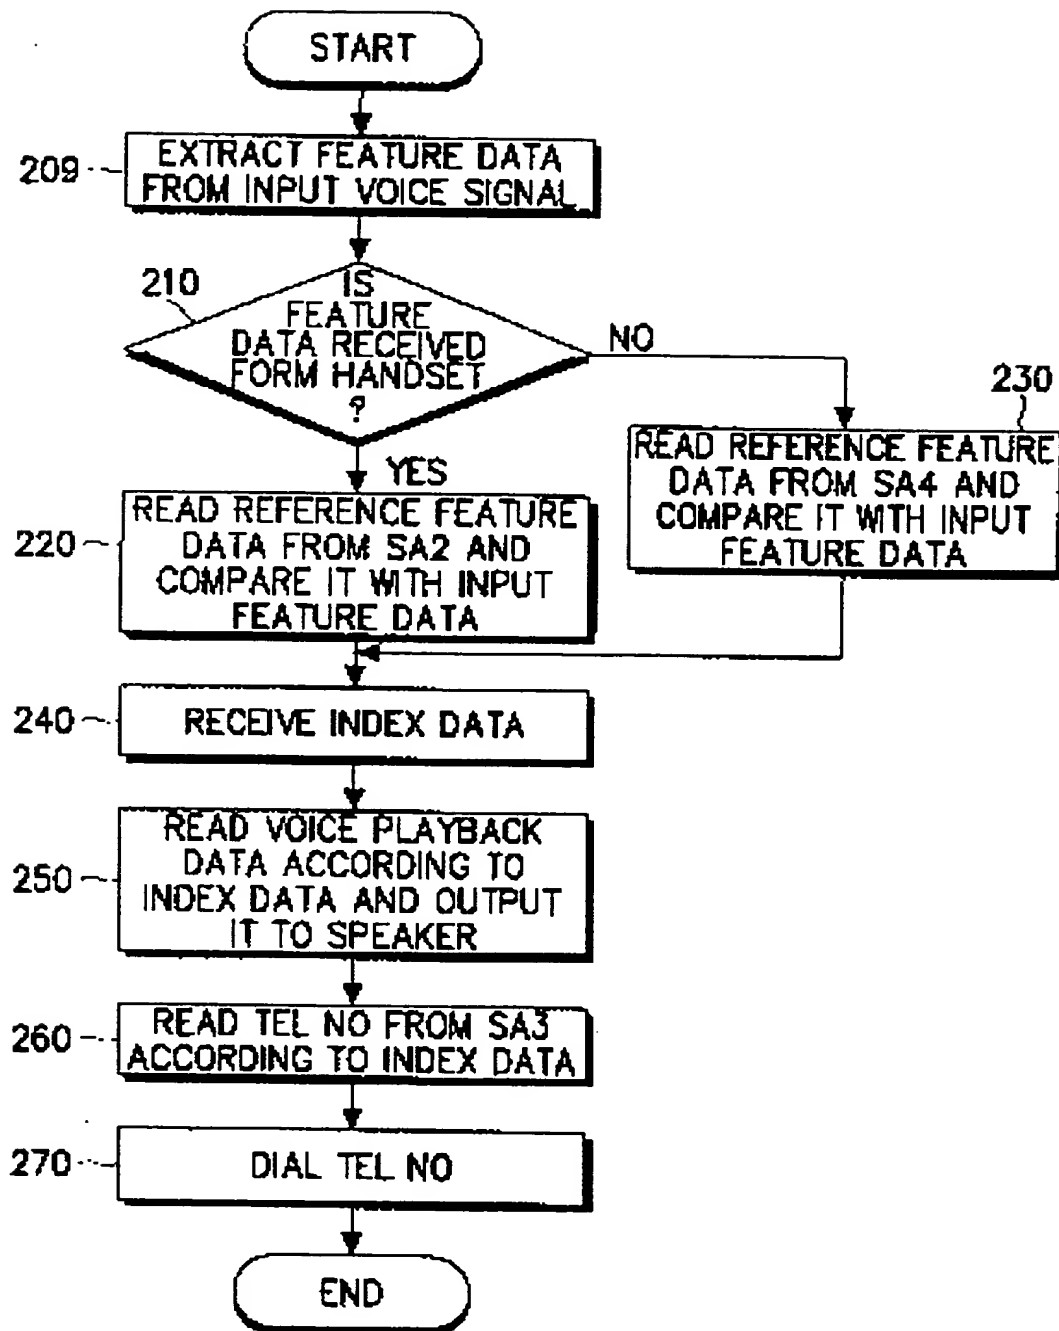 START
209
EXTRACT FEATURE DATA
FROM INPUT VOICE SIGNAL
210
IS
FEATURE
DATA RECEIVED
FORM HANDSET
?
NO
YES
230
READ REFERENCE FEATURE
DATA FROM SA4 AND
COMPARE IT WITH INPUT
FEATURE DATA
220
READ REFERENCE FEATURE
DATA FROM SA2 AND
COMPARE IT WITH INPUT
FEATURE DATA
240
RECEIVE INDEX DATA
250
READ VOICE PLAYBACK
DATA ACCORDING TO
INDEX DATA AND OUTPUT
IT TO SPEAKER
260
READ TEL NO FROM SA3
ACCORDING TO INDEX DATA
270
DIAL TEL NO
END